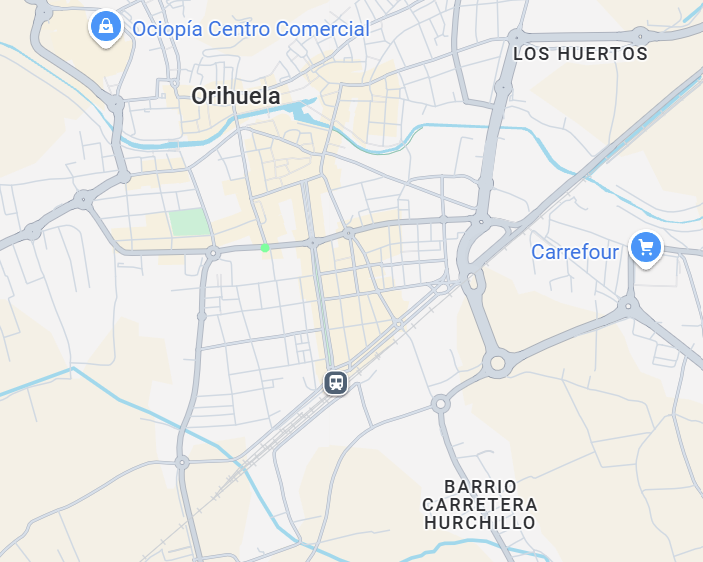 Ociopía Centro Comercial
LOS HUERTOS
Orihuela
Carrefour
BARRIO
CARRETERA
HURCHILLO